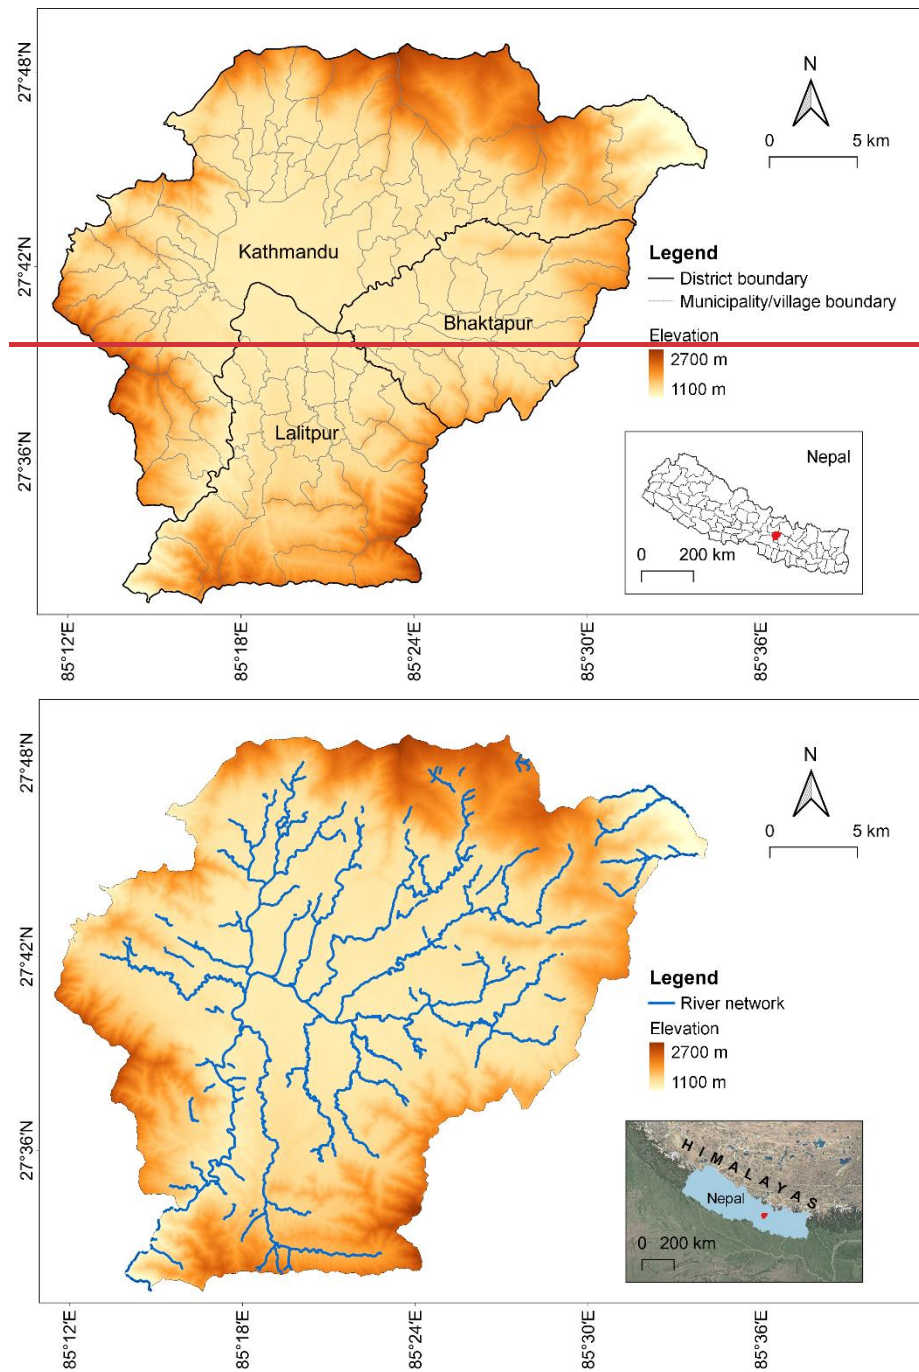 27°48'N
27°42'N
27°36'N
N
0 5 km
Kathmandu
Bhaktapur
Lalitpur
Legend
District boundary
Municipality/village boundary
Elevation
2700 m
1100 m
Nepal
0 200 km
85°12'E
85°18'E
85°24'E
85°30'E
85°36'E
27°48'N
27°42'N
27°36'N
N
0 5 km
Legend
River network
Elevation
2700 m
1100 m
HIMALAYAS
Nepal
0 200 km
85°12'E
85°18'E
85°24'E
85°30'E
85°36'E